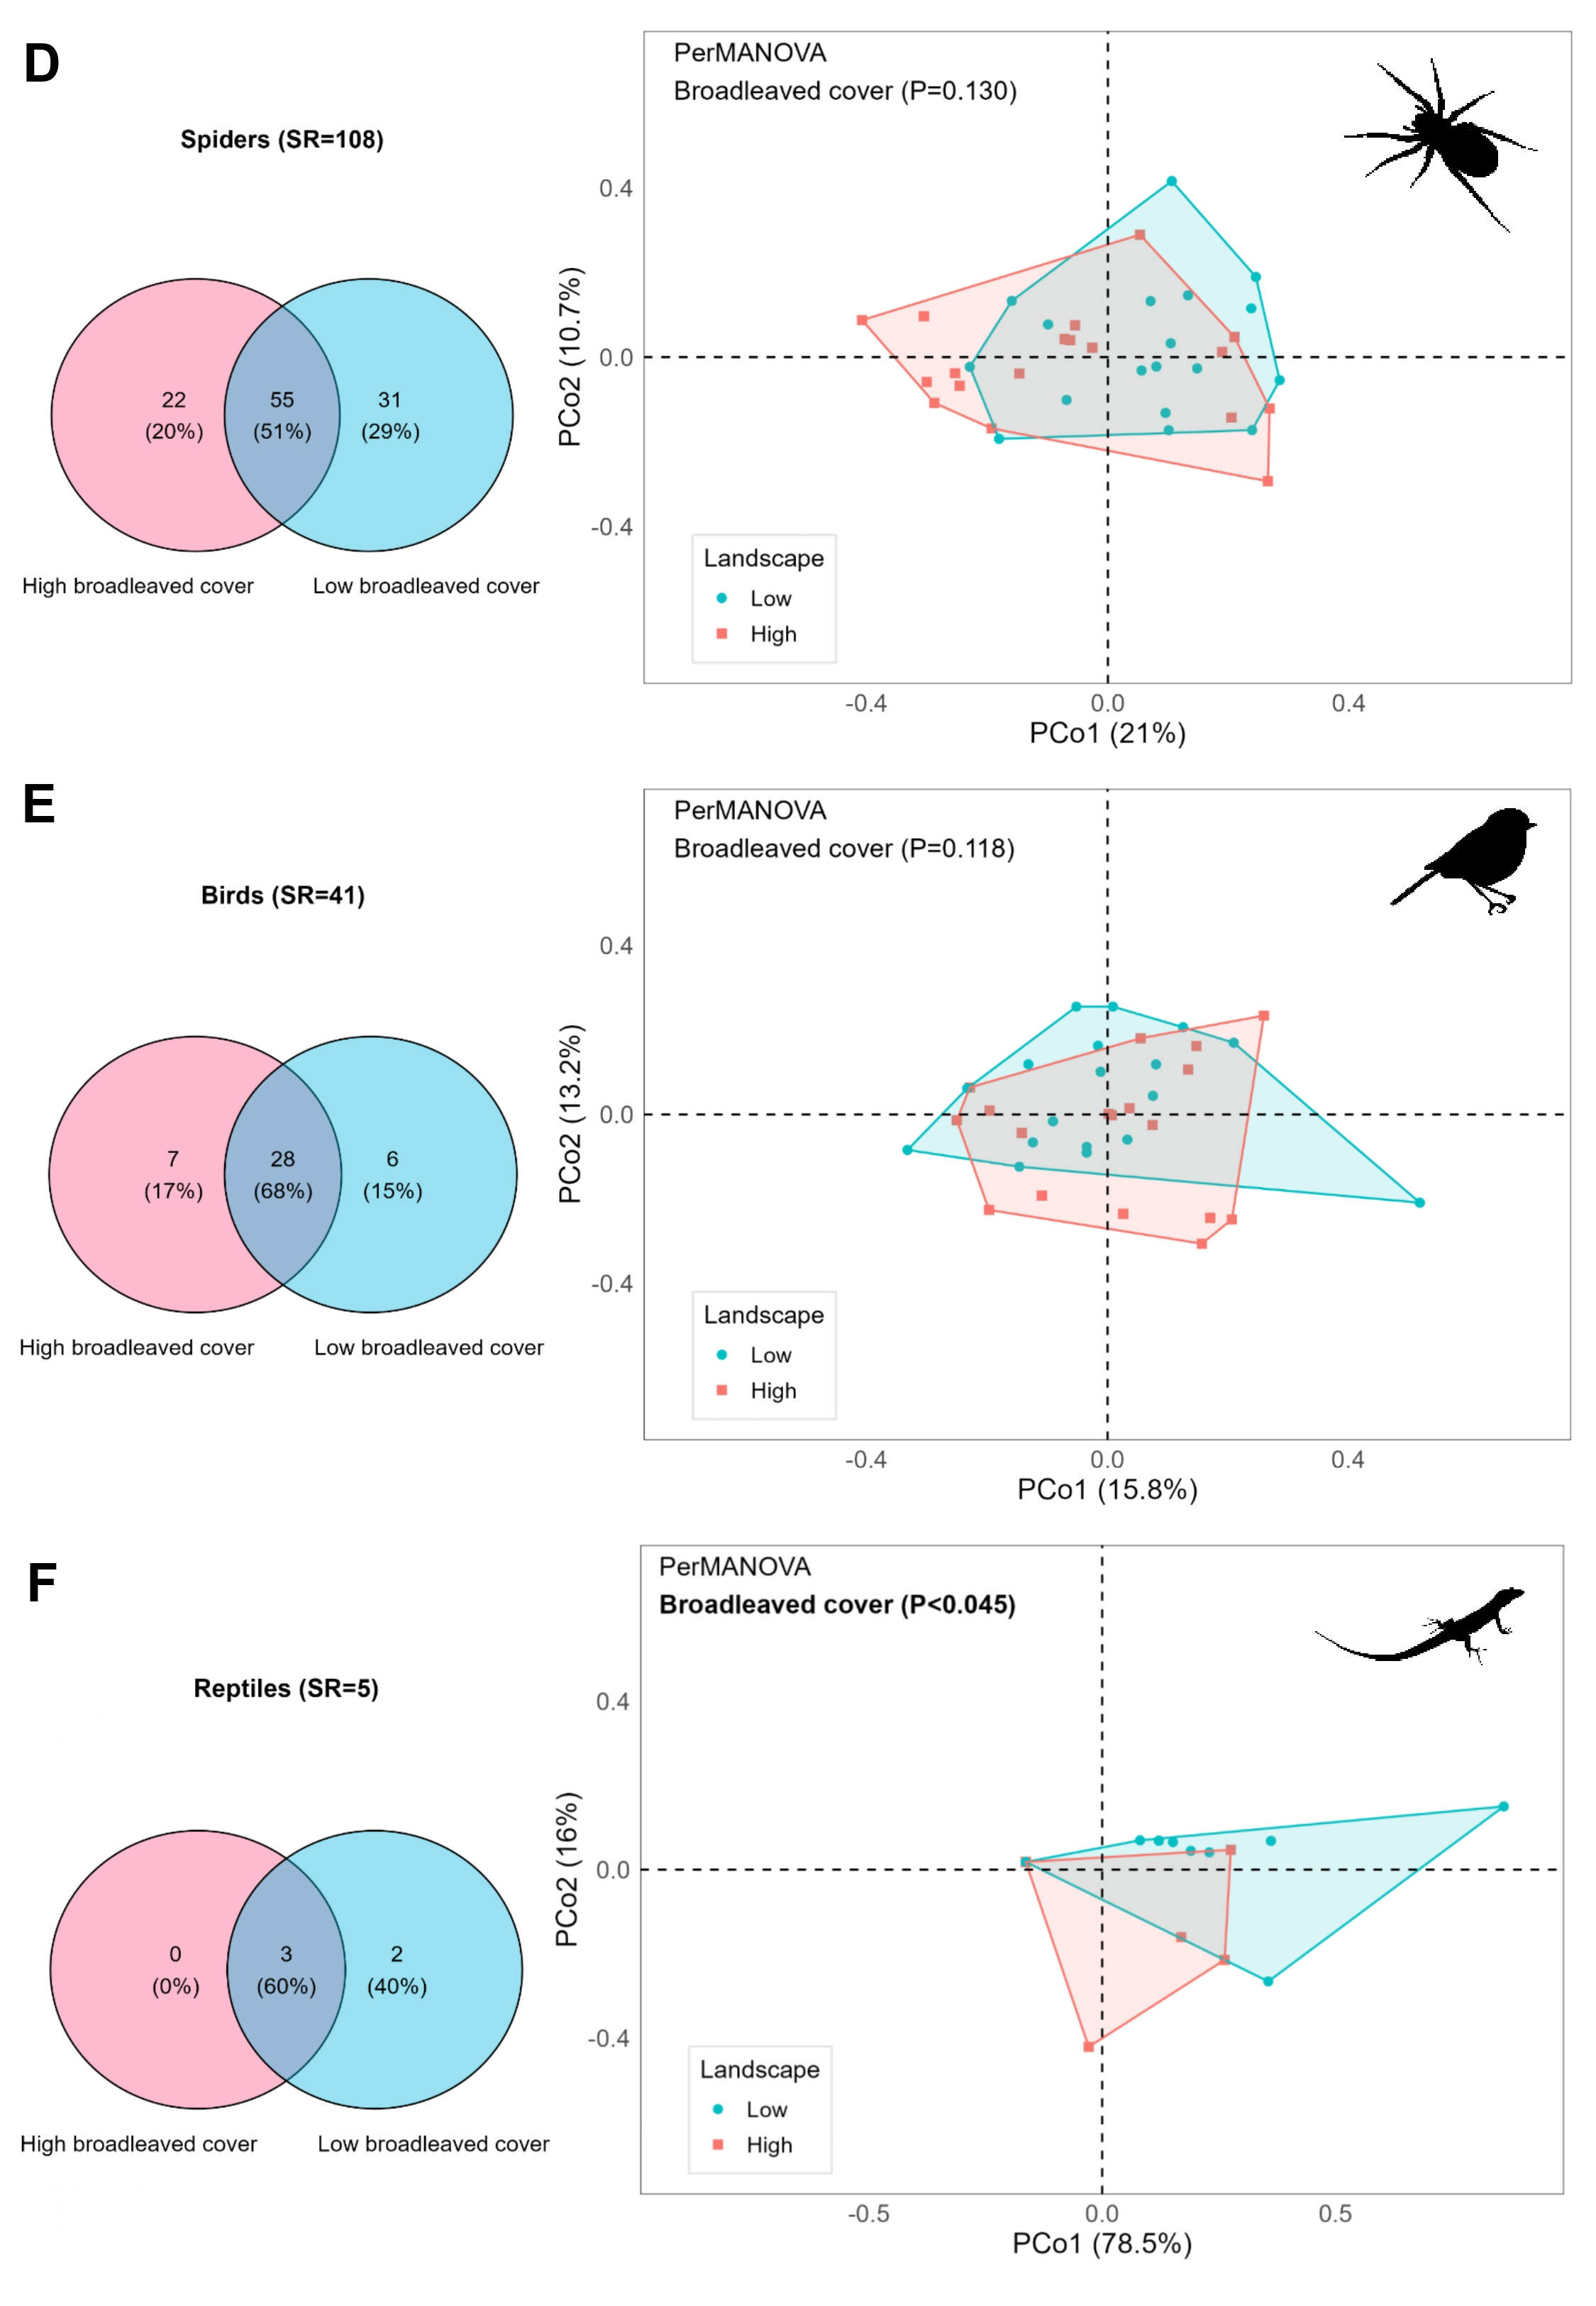 D
Spiders (SR=108)
22
(20%)
55
(51%)
31
(29%)
High broadleaved cover
Low broadleaved cover
PerMANOVA
Broadleaved cover (P=0.130)
PCo2 (10.7%)
0.4
0.0
-0.4
Landscape
Low
High
-0.4
0.0
0.4
PCo1 (21%)
E
Birds (SR=41)
7
(17%)
28
(68%)
6
(15%)
High broadleaved cover
Low broadleaved cover
PerMANOVA
Broadleaved cover (P=0.118)
PCo2 (13.2%)
0.4
0.0
-0.4
Landscape
Low
High
-0.4
0.0
0.4
PCo1 (15.8%)
F
Reptiles (SR=5)
0
(0%)
3
(60%)
2
(40%)
High broadleaved cover
Low broadleaved cover
PerMANOVA
Broadleaved cover (P<0.045)
PCo2 (16%)
0.4
0.0
-0.4
Landscape
Low
High
-0.5
0.0
0.5
PCo1 (78.5%)